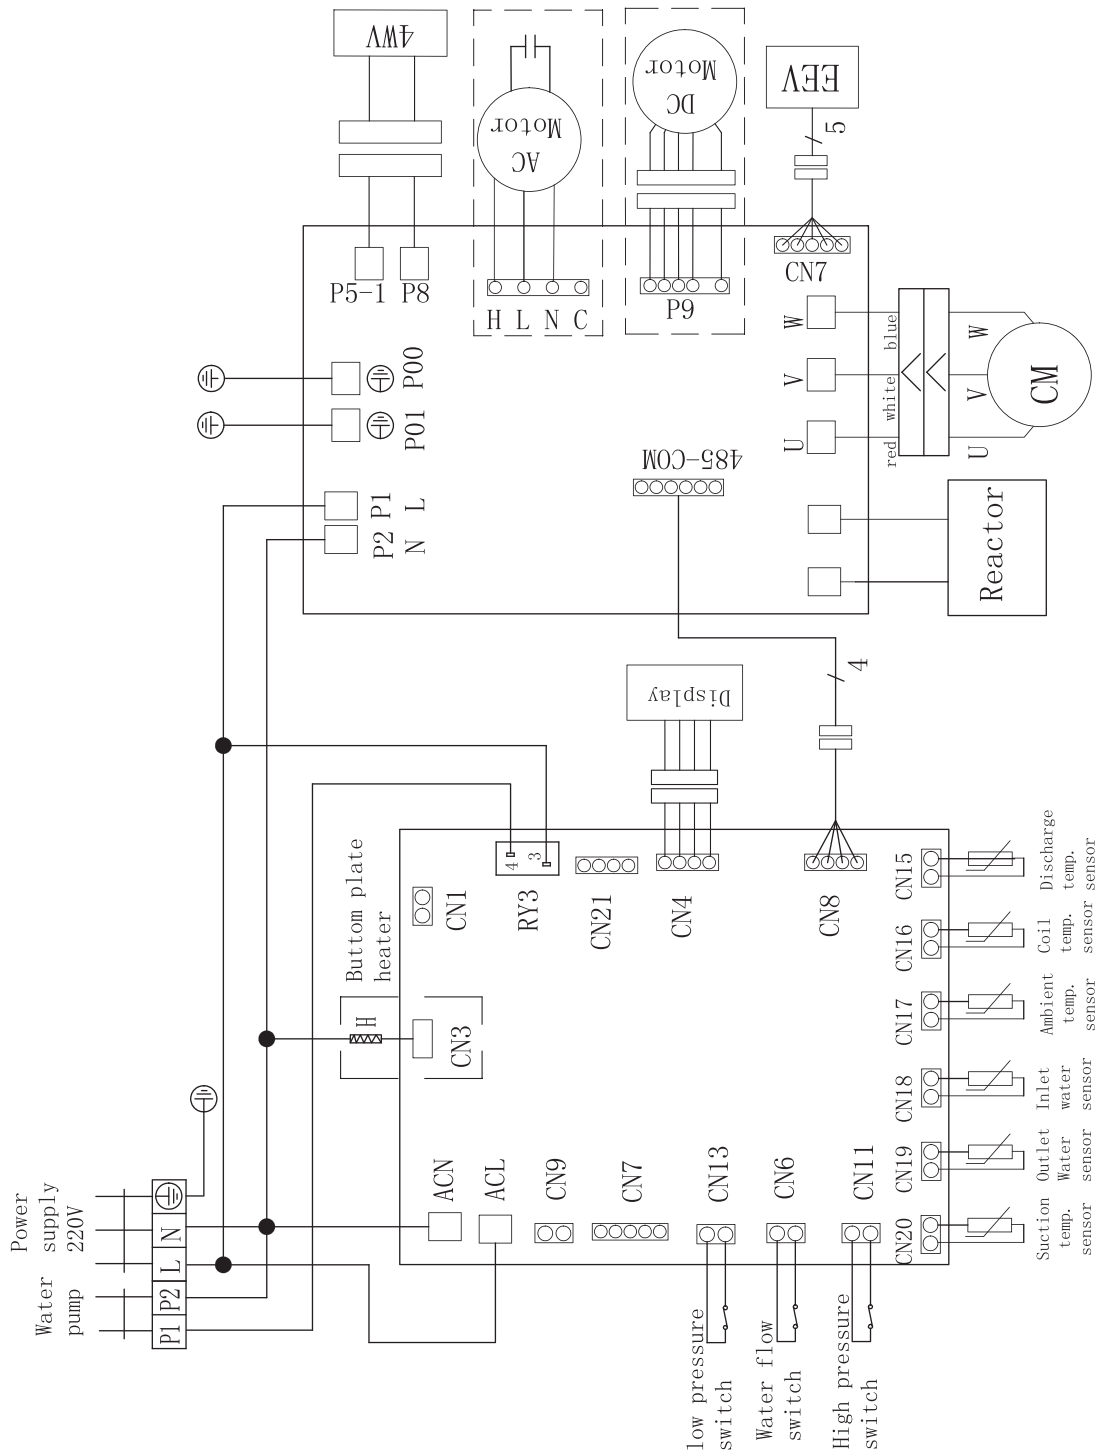 4WV
AC
Motor
DC
Motor
EEV
5
P5-1
P8
H
L
N
C
P9
CN7
P00
P01
P1
L
P2
N
485-COM
W
V
U
blue
white
red
W
V
U
CM
Reactor
Display
4
Buttom plate
heater
H
CN3
CN1
4
3
RY3
CN21
CN4
CN8
Power
supply
220V
Water
pump
N
L
P2
P1
ACN
ACL
CN9
CN7
CN13
CN6
CN11
low pressure
switch
Water flow
switch
High pressure
switch
CN15
CN16
CN17
CN18
CN19
CN20
Discharge
temp.
sensor
Coil
temp.
sensor
Ambient
temp.
sensor
Inlet
water
sensor
Outlet
Water
sensor
Suction
temp.
sensor